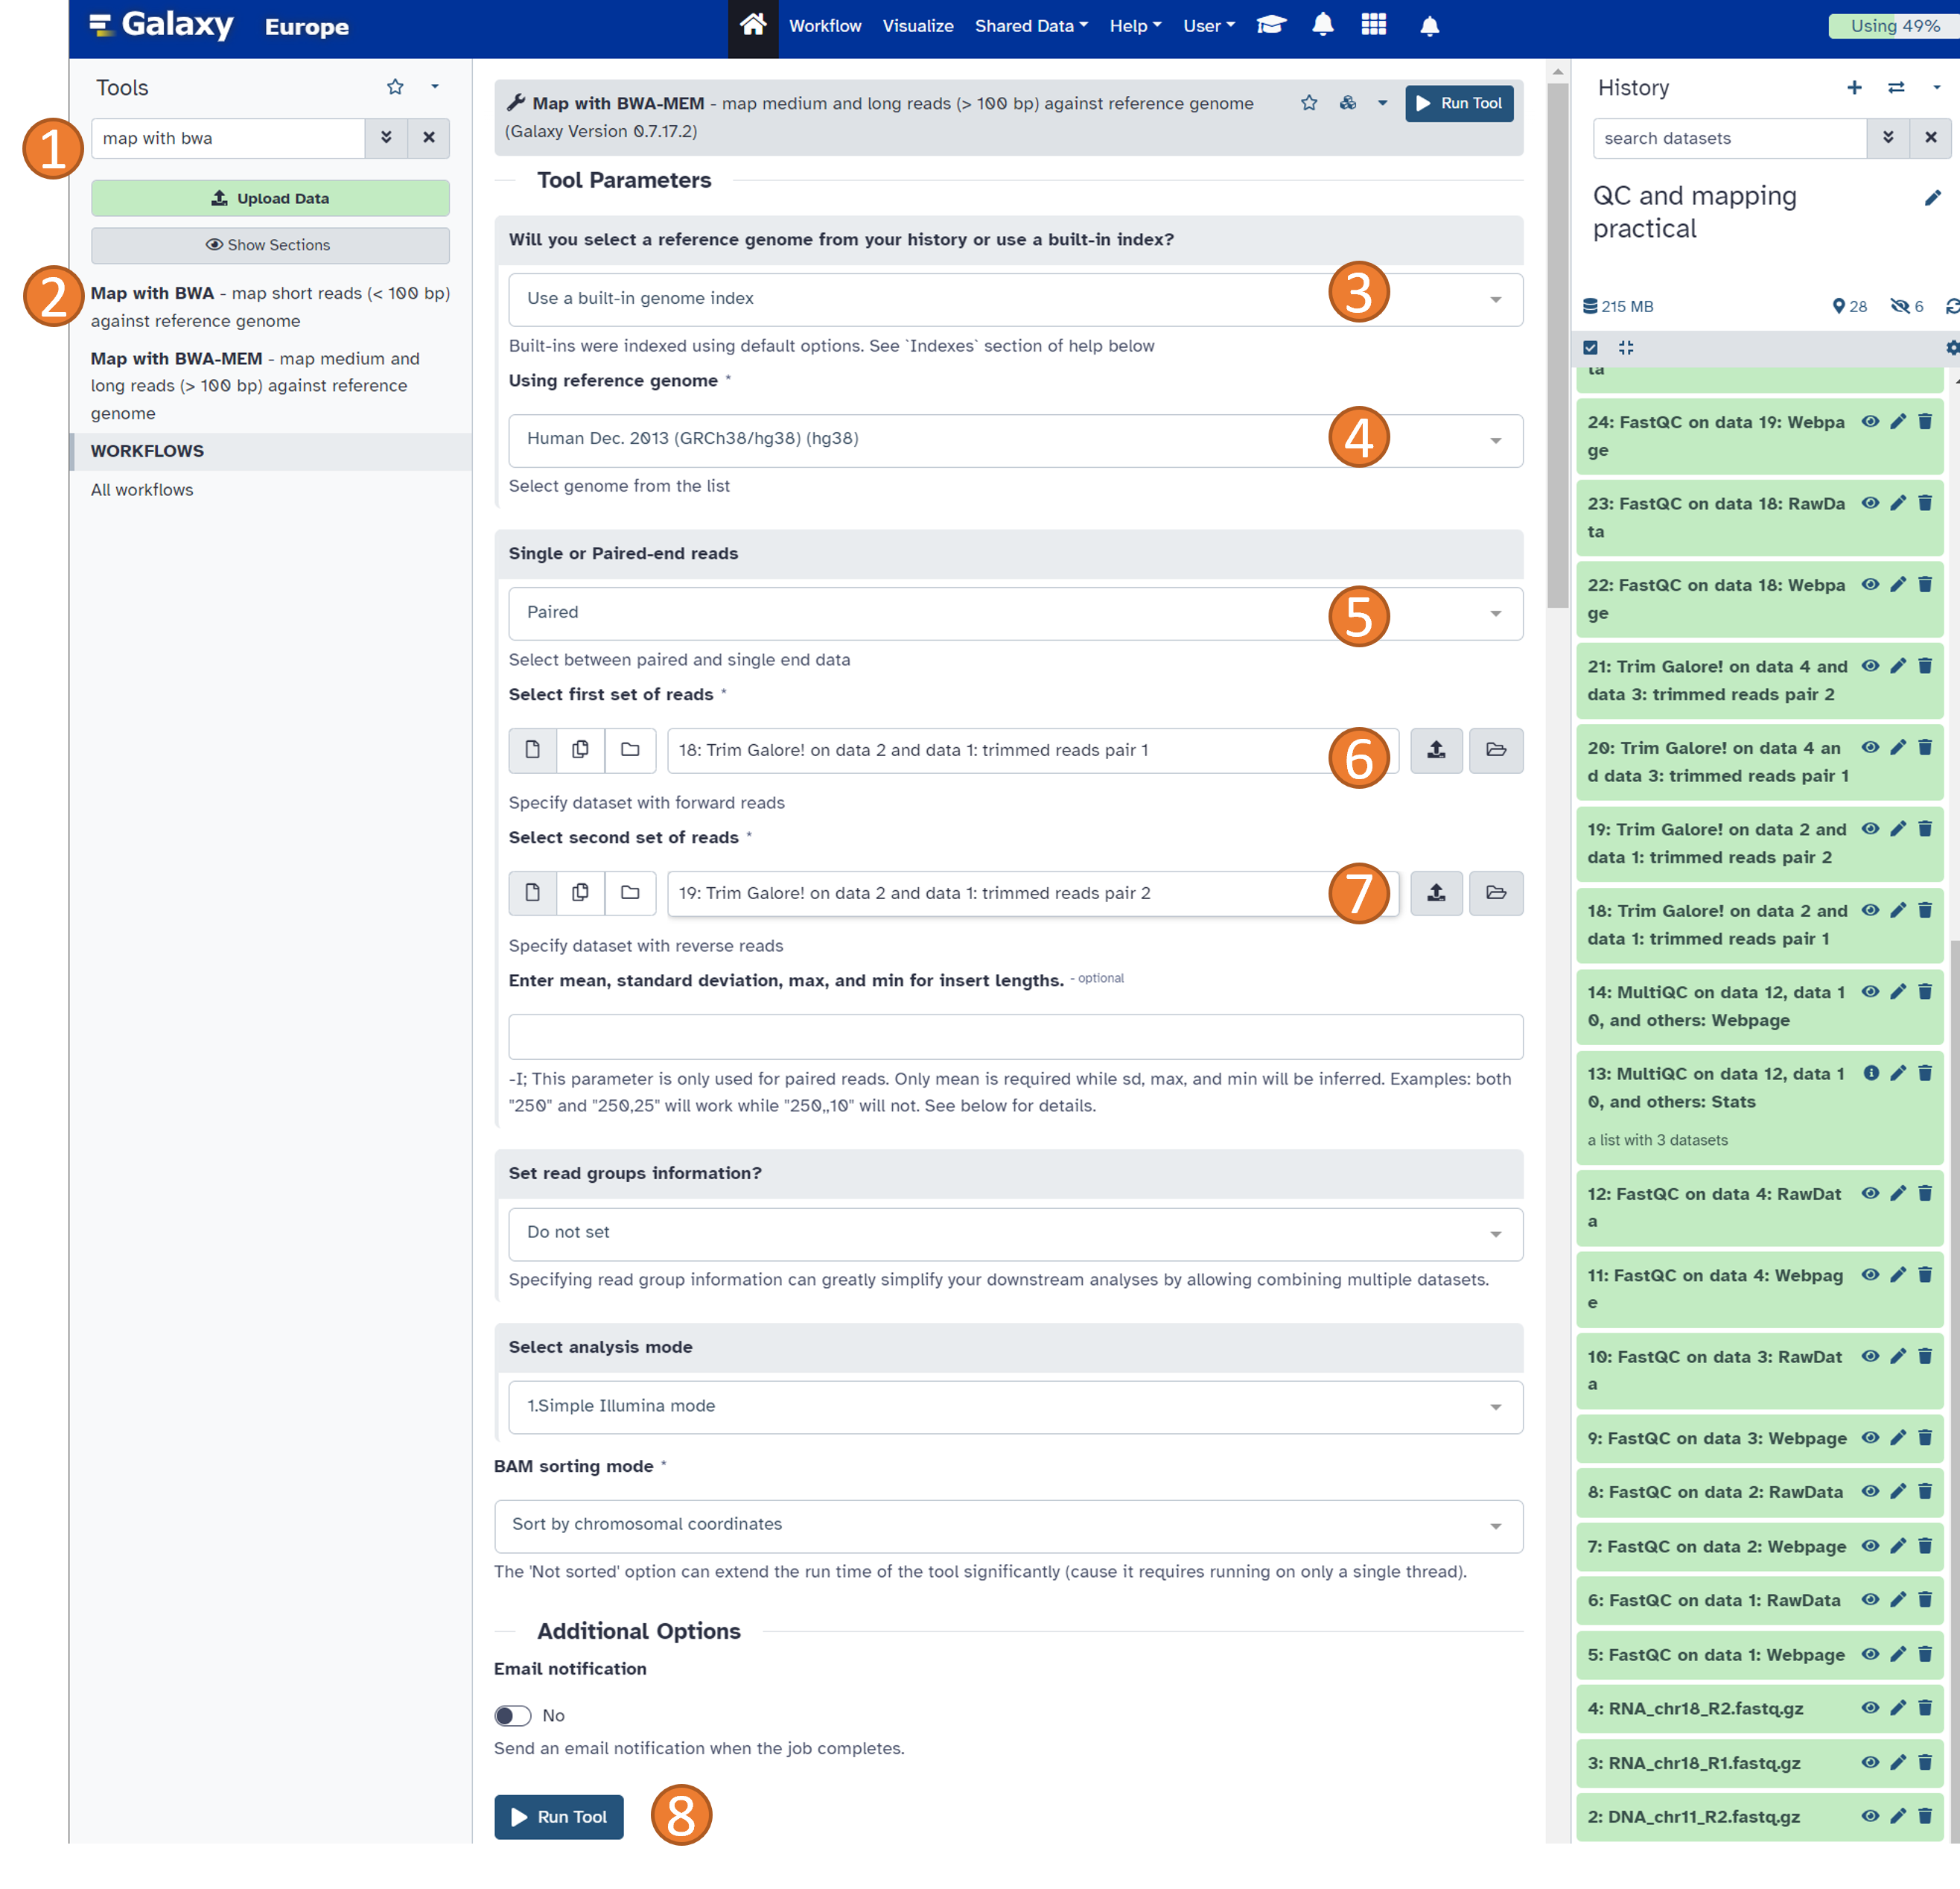 Galaxy Europe
Workflow Visualize Shared Data Help User
Using 49%
Tools
1
map with bwa
Upload Data
Show Sections
2
Map with BWA - map short reads (< 100 bp)
against reference genome
Map with BWA-MEM - map medium and
long reads (> 100 bp) against reference
genome
WORKFLOWS
All workflows
Map with BWA-MEM - map medium and long reads (> 100 bp) against reference genome
(Galaxy Version 0.7.17.2)
Run Tool
Tool Parameters
Will you select a reference genome from your history or use a built-in index?
Use a built-in genome index
3
Built-ins were indexed using default options. See `Indexes` section of help below
Using reference genome *
Human Dec. 2013 (GRCh38/hg38) (hg38)
4
Select genome from the list
Single or Paired-end reads
Paired
5
Select between paired and single end data
Select first set of reads *
18: Trim Galore! on data 2 and data 1: trimmed reads pair 1
6
Specify dataset with forward reads
Select second set of reads *
19: Trim Galore! on data 2 and data 1: trimmed reads pair 2
7
Specify dataset with reverse reads
Enter mean, standard deviation, max, and min for insert lengths. - optional
-I; This parameter is only used for paired reads. Only mean is required while sd, max, and min will be inferred. Examples: both
"250" and "250,25" will work while "250,,10" will not. See below for details.
Set read groups information?
Do not set
Specifying read group information can greatly simplify your downstream analyses by allowing combining multiple datasets.
Select analysis mode
1.Simple Illumina mode
BAM sorting mode *
Sort by chromosomal coordinates
The 'Not sorted' option can extend the run time of the tool significantly (cause it requires running on only a single thread).
Additional Options
Email notification
No
Send an email notification when the job completes.
Run Tool
8
History
search datasets
QC and mapping
practical
215 MB
28
6
ta
24: FastQC on data 19: Webpa
ge
23: FastQC on data 18: RawDa
ta
22: FastQC on data 18: Webpa
ge
21: Trim Galore! on data 4 and
data 3: trimmed reads pair 2
20: Trim Galore! on data 4 an
d data 3: trimmed reads pair 1
19: Trim Galore! on data 2 and
data 1: trimmed reads pair 2
18: Trim Galore! on data 2 and
data 1: trimmed reads pair 1
14: MultiQC on data 12, data 1
0, and others: Webpage
13: MultiQC on data 12, data 1
0, and others: Stats
a list with 3 datasets
12: FastQC on data 4: RawDat
a
11: FastQC on data 4: Webpag
e
10: FastQC on data 3: RawDat
a
9: FastQC on data 3: Webpage
8: FastQC on data 2: RawData
7: FastQC on data 2: Webpage
6: FastQC on data 1: RawData
5: FastQC on data 1: Webpage
4: RNA_chr18_R2.fastq.gz
3: RNA_chr18_R1.fastq.gz
2: DNA_chr11_R2.fastq.gz